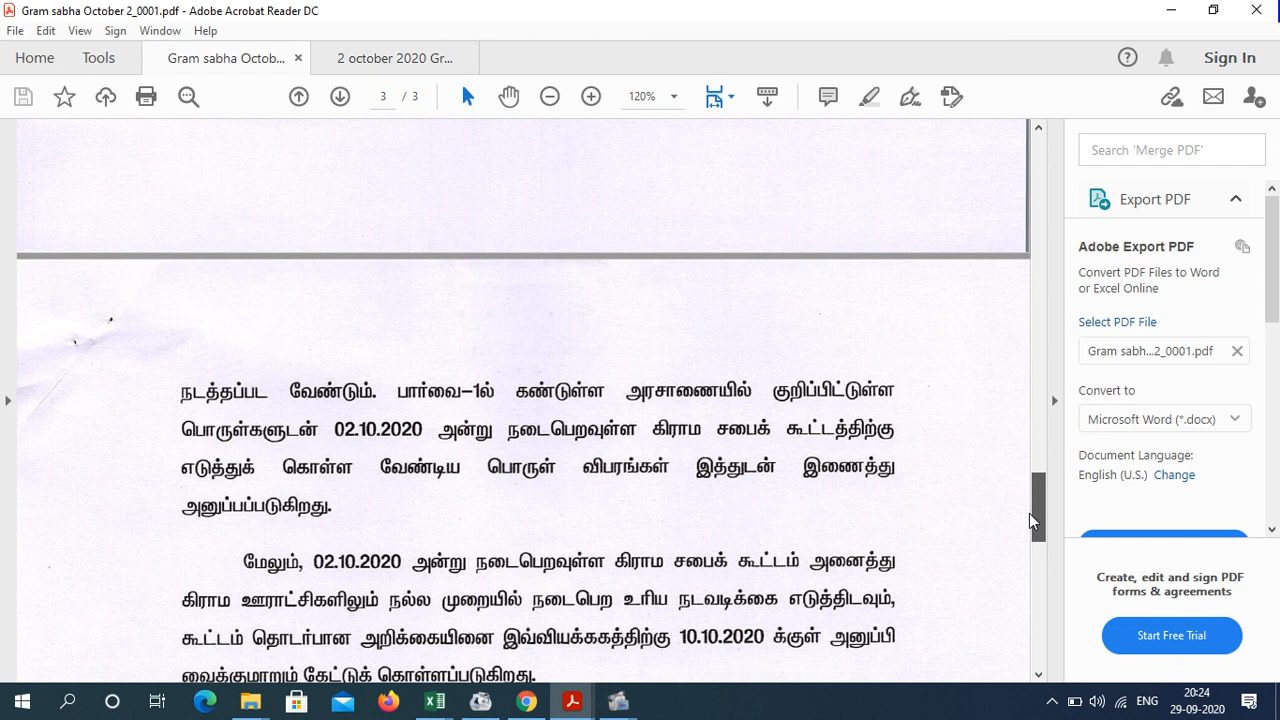 Gram sabha October 2_0001.pdf - Adobe Acrobat Reader DC
File Edit View Sign Window Help
Home Tools Gram sabha Octob... × 2 october 2020 Gr... Sign In
3 / 3 120%
Search 'Merge PDF'
Export PDF
Adobe Export PDF
Convert PDF Files to Word
or Excel Online
Select PDF File
Gram sabh...2_0001.pdf
Convert to
Microsoft Word (*.docx)
Document Language:
English (U.S.) Change
Create, edit and sign PDF
forms & agreements
Start Free Trial
நடத்தப்பட வேண்டும். பார்வை-1ல் கண்டுள்ள அரசாணையில் குறிப்பிட்டுள்ள
பொருள்களுடன் 02.10.2020 அன்று நடைபெறவுள்ள கிராம சபைக் கூட்டத்திற்கு
எடுத்துக் கொள்ள வேண்டிய பொருள் விபரங்கள் இத்துடன் இணைத்து
அனுப்பப்படுகிறது.
மேலும், 02.10.2020 அன்று நடைபெறவுள்ள கிராம சபைக் கூட்டம் அனைத்து
கிராம ஊராட்சிகளிலும் நல்ல முறையில் நடைபெற உரிய நடவடிக்கை எடுத்திடவும்,
கூட்டம் தொடர்பான அறிக்கையினை இவ்வியக்ககத்திற்கு 10.10.2020 க்குள் அனுப்பி
வைக்குமாறும் கேட்டுக் கொள்ளப்படுகிறது.
ENG
20:24
29-09-2020